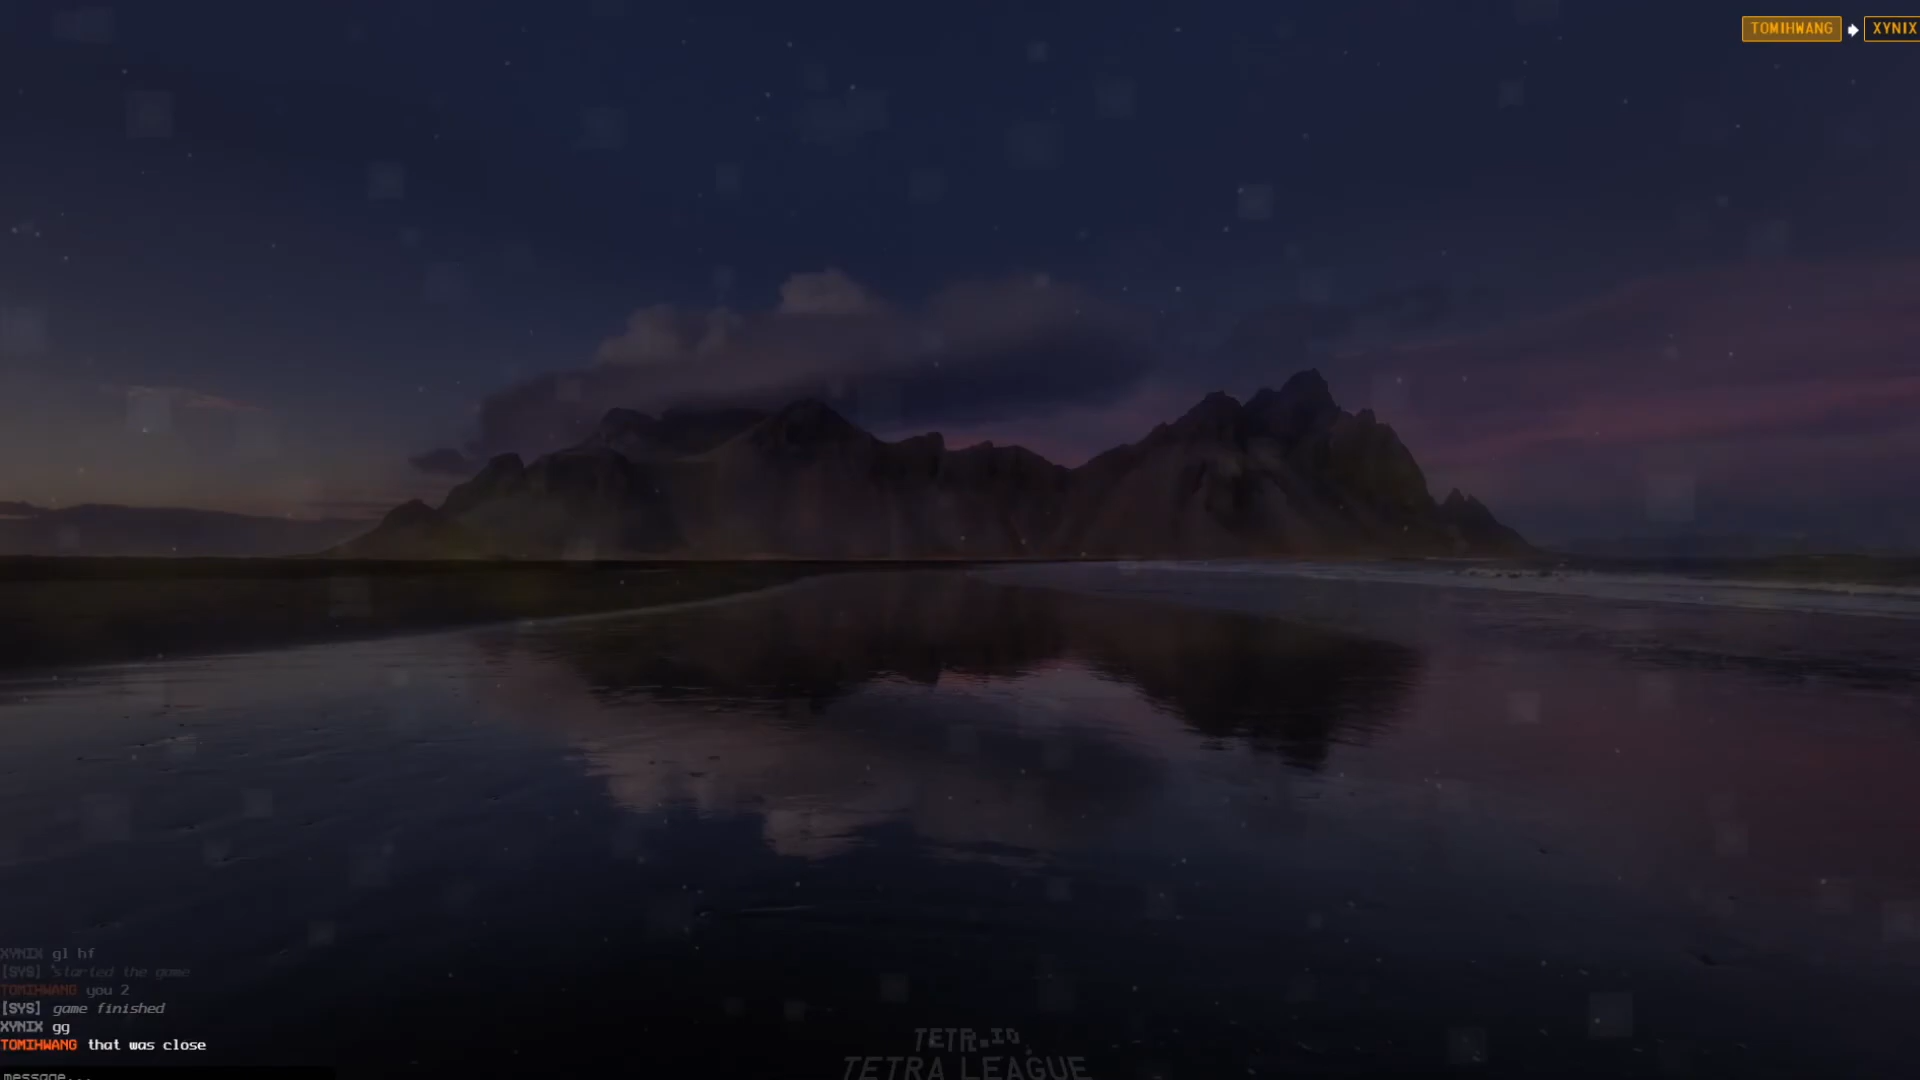 TOMIHWANG XYNIX
XYNIX gl hf
[SYS] started the game
TOMIHWANG you 2
[SYS] game finished
XYNIX gg
TOMIHWANG that was close
message...
TETR.IO
TETRA LEAGUE